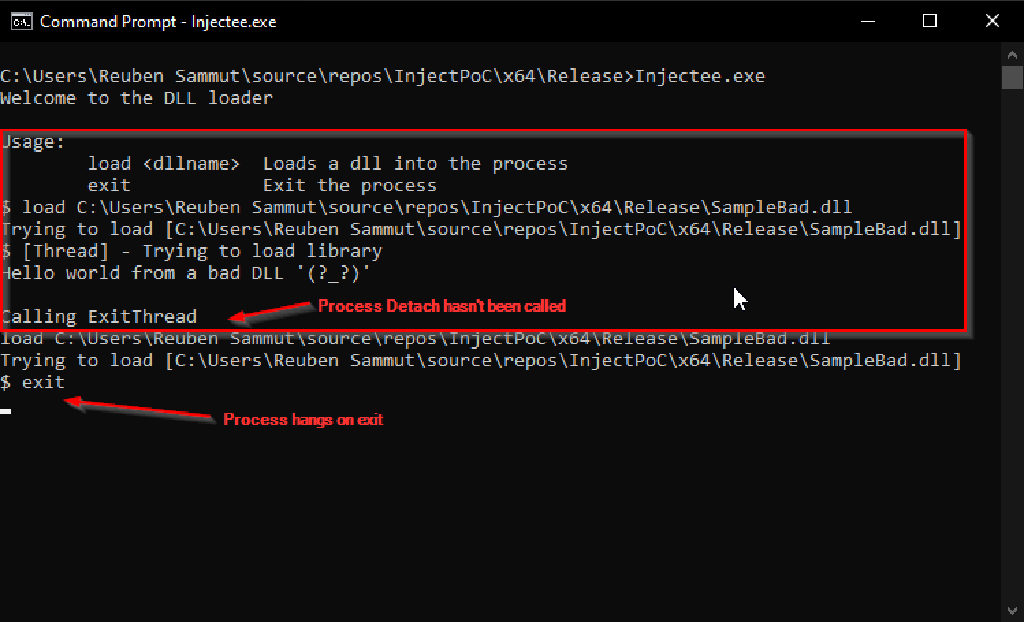 Command Prompt - Injectee.exe
C:\Users\Reuben Sammut\source\repos\InjectPoC\x64\Release>Injectee.exe
Welcome to the DLL loader
Usage:
load <dllname> Loads a dll into the process
exit Exit the process
$ load C:\Users\Reuben Sammut\source\repos\InjectPoC\x64\Release\SampleBad.dll
Trying to load [C:\Users\Reuben Sammut\source\repos\InjectPoC\x64\Release\SampleBad.dll]
$ [Thread] - Trying to load library
Hello world from a bad DLL '(?_?)'
Process Detach hasn't been called
Calling ExitThread
load C:\Users\Reuben Sammut\source\repos\InjectPoC\x64\Release\SampleBad.dll
Trying to load [C:\Users\Reuben Sammut\source\repos\InjectPoC\x64\Release\SampleBad.dll]
$ exit
Process hangs on exit